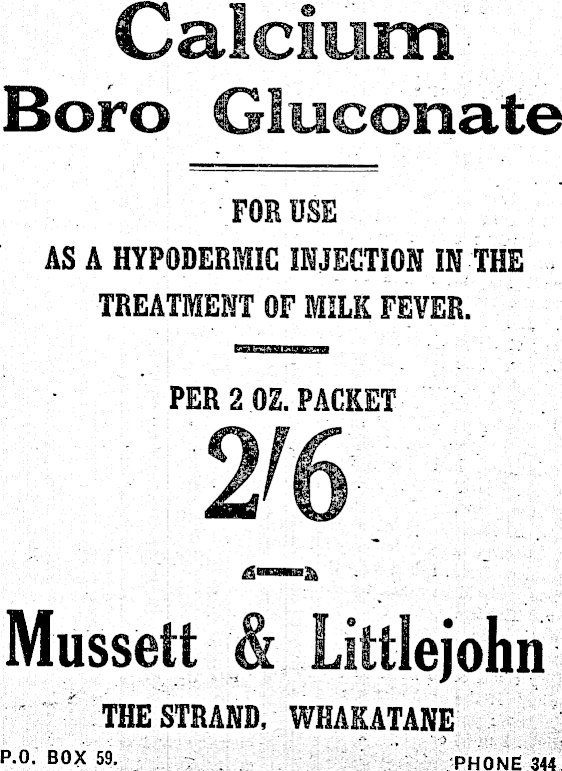 Calcium
Boro Gluconate
FOR USE
AS A HYPODERMIC INJECTION IN THE
TREATMENT OF MILK FEVER.
PER 2 OZ. PACKET
2/6
Mussett & Littlejohn
THE STRAND, WHAKATANE
P.O. BOX 59.
PHONE 344